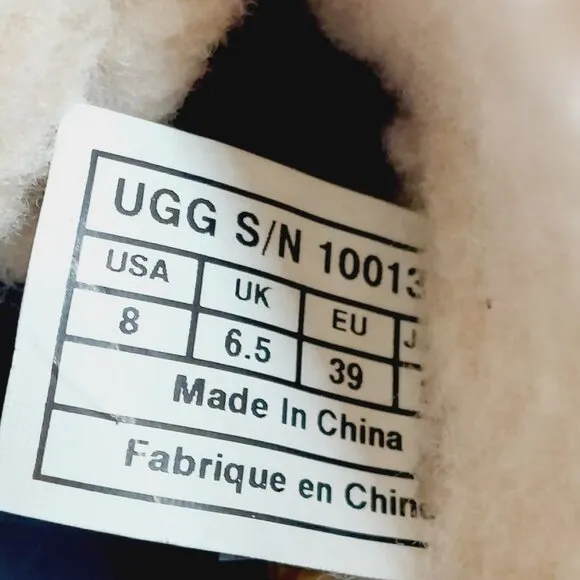 UGG S/N 10013
USA UK EU J
8 6.5 39
Made In China
Fabrique en Chin